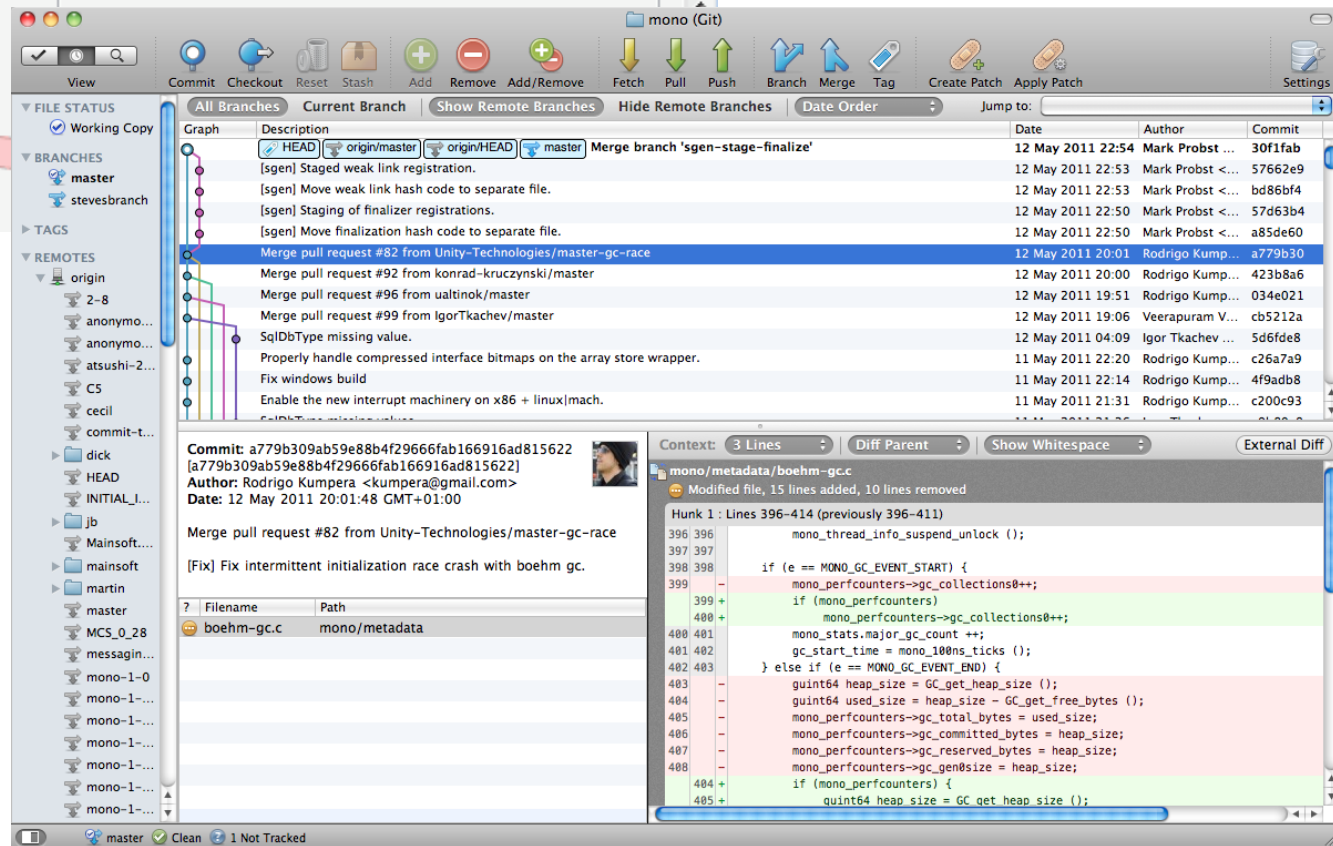 mono (Git)
View Commit Checkout Reset Stash Add Remove Add/Remove Fetch Pull Push Branch Merge Tag Create Patch Apply Patch Settings
FILE STATUS
Working Copy
BRANCHES
master
stevesbranch
TAGS
REMOTES
origin
2-8
anonymo...
anonymo...
atsushi-2...
C5
cecil
commit-t...
dick
HEAD
INITIAL_I...
jb
Mainsoft....
mainsoft
martin
master
MCS_0_28
messagin...
mono-1-0
mono-1-...
mono-1-...
mono-1-...
mono-1-...
mono-1-...
mono-1-...
All Branches Current Branch Show Remote Branches Hide Remote Branches Date Order Jump to:
Graph Description Date Author Commit
HEAD origin/master origin/HEAD master Merge branch 'sgen-stage-finalize' 12 May 2011 22:54 Mark Probst ... 30f1fab
[sgen] Staged weak link registration. 12 May 2011 22:53 Mark Probst <... 57662e9
[sgen] Move weak link hash code to separate file. 12 May 2011 22:53 Mark Probst <... bd86bf4
[sgen] Staging of finalizer registrations. 12 May 2011 22:50 Mark Probst <... 57d63b4
[sgen] Move finalization hash code to separate file. 12 May 2011 22:50 Mark Probst <... a85de60
Merge pull request #82 from Unity-Technologies/master-gc-race 12 May 2011 20:01 Rodrigo Kump... a779b30
Merge pull request #92 from konrad-kruczynski/master 12 May 2011 20:00 Rodrigo Kump... 423b8a6
Merge pull request #96 from ualtinok/master 12 May 2011 19:51 Rodrigo Kump... 034e021
Merge pull request #99 from IgorTkachev/master 12 May 2011 19:06 Veerapuram V... cb5212a
SqlDbType missing value. 12 May 2011 04:09 Igor Tkachev ... 5d6fde8
Properly handle compressed interface bitmaps on the array store wrapper. 11 May 2011 22:20 Rodrigo Kump... c26a7a9
Fix windows build 11 May 2011 22:14 Rodrigo Kump... 4f9adb8
Enable the new interrupt machinery on x86 + linux|mach. 11 May 2011 21:31 Rodrigo Kump... c200c93
Commit: a779b309ab59e88b4f29666fab166916ad815622
[a779b309ab59e88b4f29666fab166916ad815622]
Author: Rodrigo Kumpera <kumpera@gmail.com>
Date: 12 May 2011 20:01:48 GMT+01:00
Merge pull request #82 from Unity-Technologies/master-gc-race
[Fix] Fix intermittent initialization race crash with boehm gc.
? Filename Path
boehm-gc.c mono/metadata
Context: 3 Lines Diff Parent Show Whitespace External Diff
mono/metadata/boehm-gc.c
Modified file, 15 lines added, 10 lines removed
Hunk 1 : Lines 396-414 (previously 396-411)
396 396 mono_thread_info_suspend_unlock ();
397 397
398 398 if (e == MONO_GC_EVENT_START) {
399 - mono_perfcounters->gc_collections0++;
399 + if (mono_perfcounters)
400 + mono_perfcounters->gc_collections0++;
400 401 mono_stats.major_gc_count ++;
401 402 gc_start_time = mono_100ns_ticks ();
402 403 } else if (e == MONO_GC_EVENT_END) {
403 - guint64 heap_size = GC_get_heap_size ();
404 - guint64 used_size = heap_size - GC_get_free_bytes ();
405 - mono_perfcounters->gc_total_bytes = used_size;
406 - mono_perfcounters->gc_committed_bytes = heap_size;
407 - mono_perfcounters->gc_reserved_bytes = heap_size;
408 - mono_perfcounters->gc_gen0size = heap_size;
404 + if (mono_perfcounters) {
405 + guint64 heap_size = GC_get_heap_size ();
master Clean 1 Not Tracked